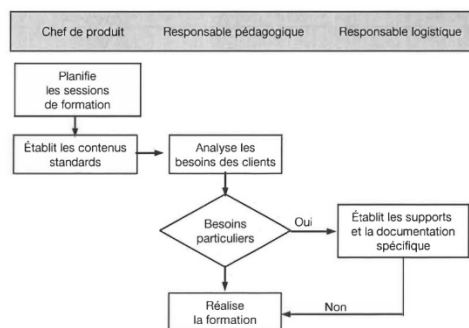 Chef de produit Responsable pédagogique Responsable logistique
Planifie
les sessions
de formation
Établit les contenus
standards
Analyse les
besoins des clients
Besoins
particuliers
Oui
Établit les supports
et la documentation
spécifique
Non
Réalise
la formation